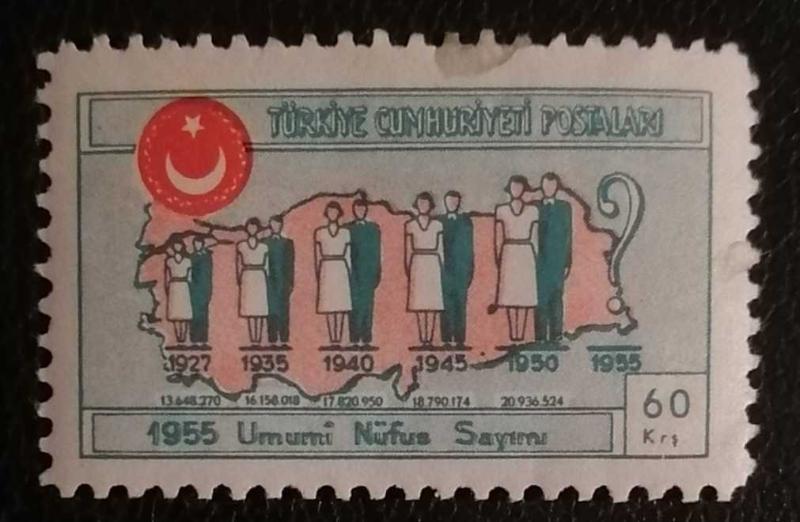 TÜRKİYE CUMHURİYETİ POSTALARI
1927 1935 1940 1945 1950 1955
13.648.270 16.158.018 17.820.950 18.790.174 20.936.524
1955 Umumî Nüfus Sayımı
60
Krş